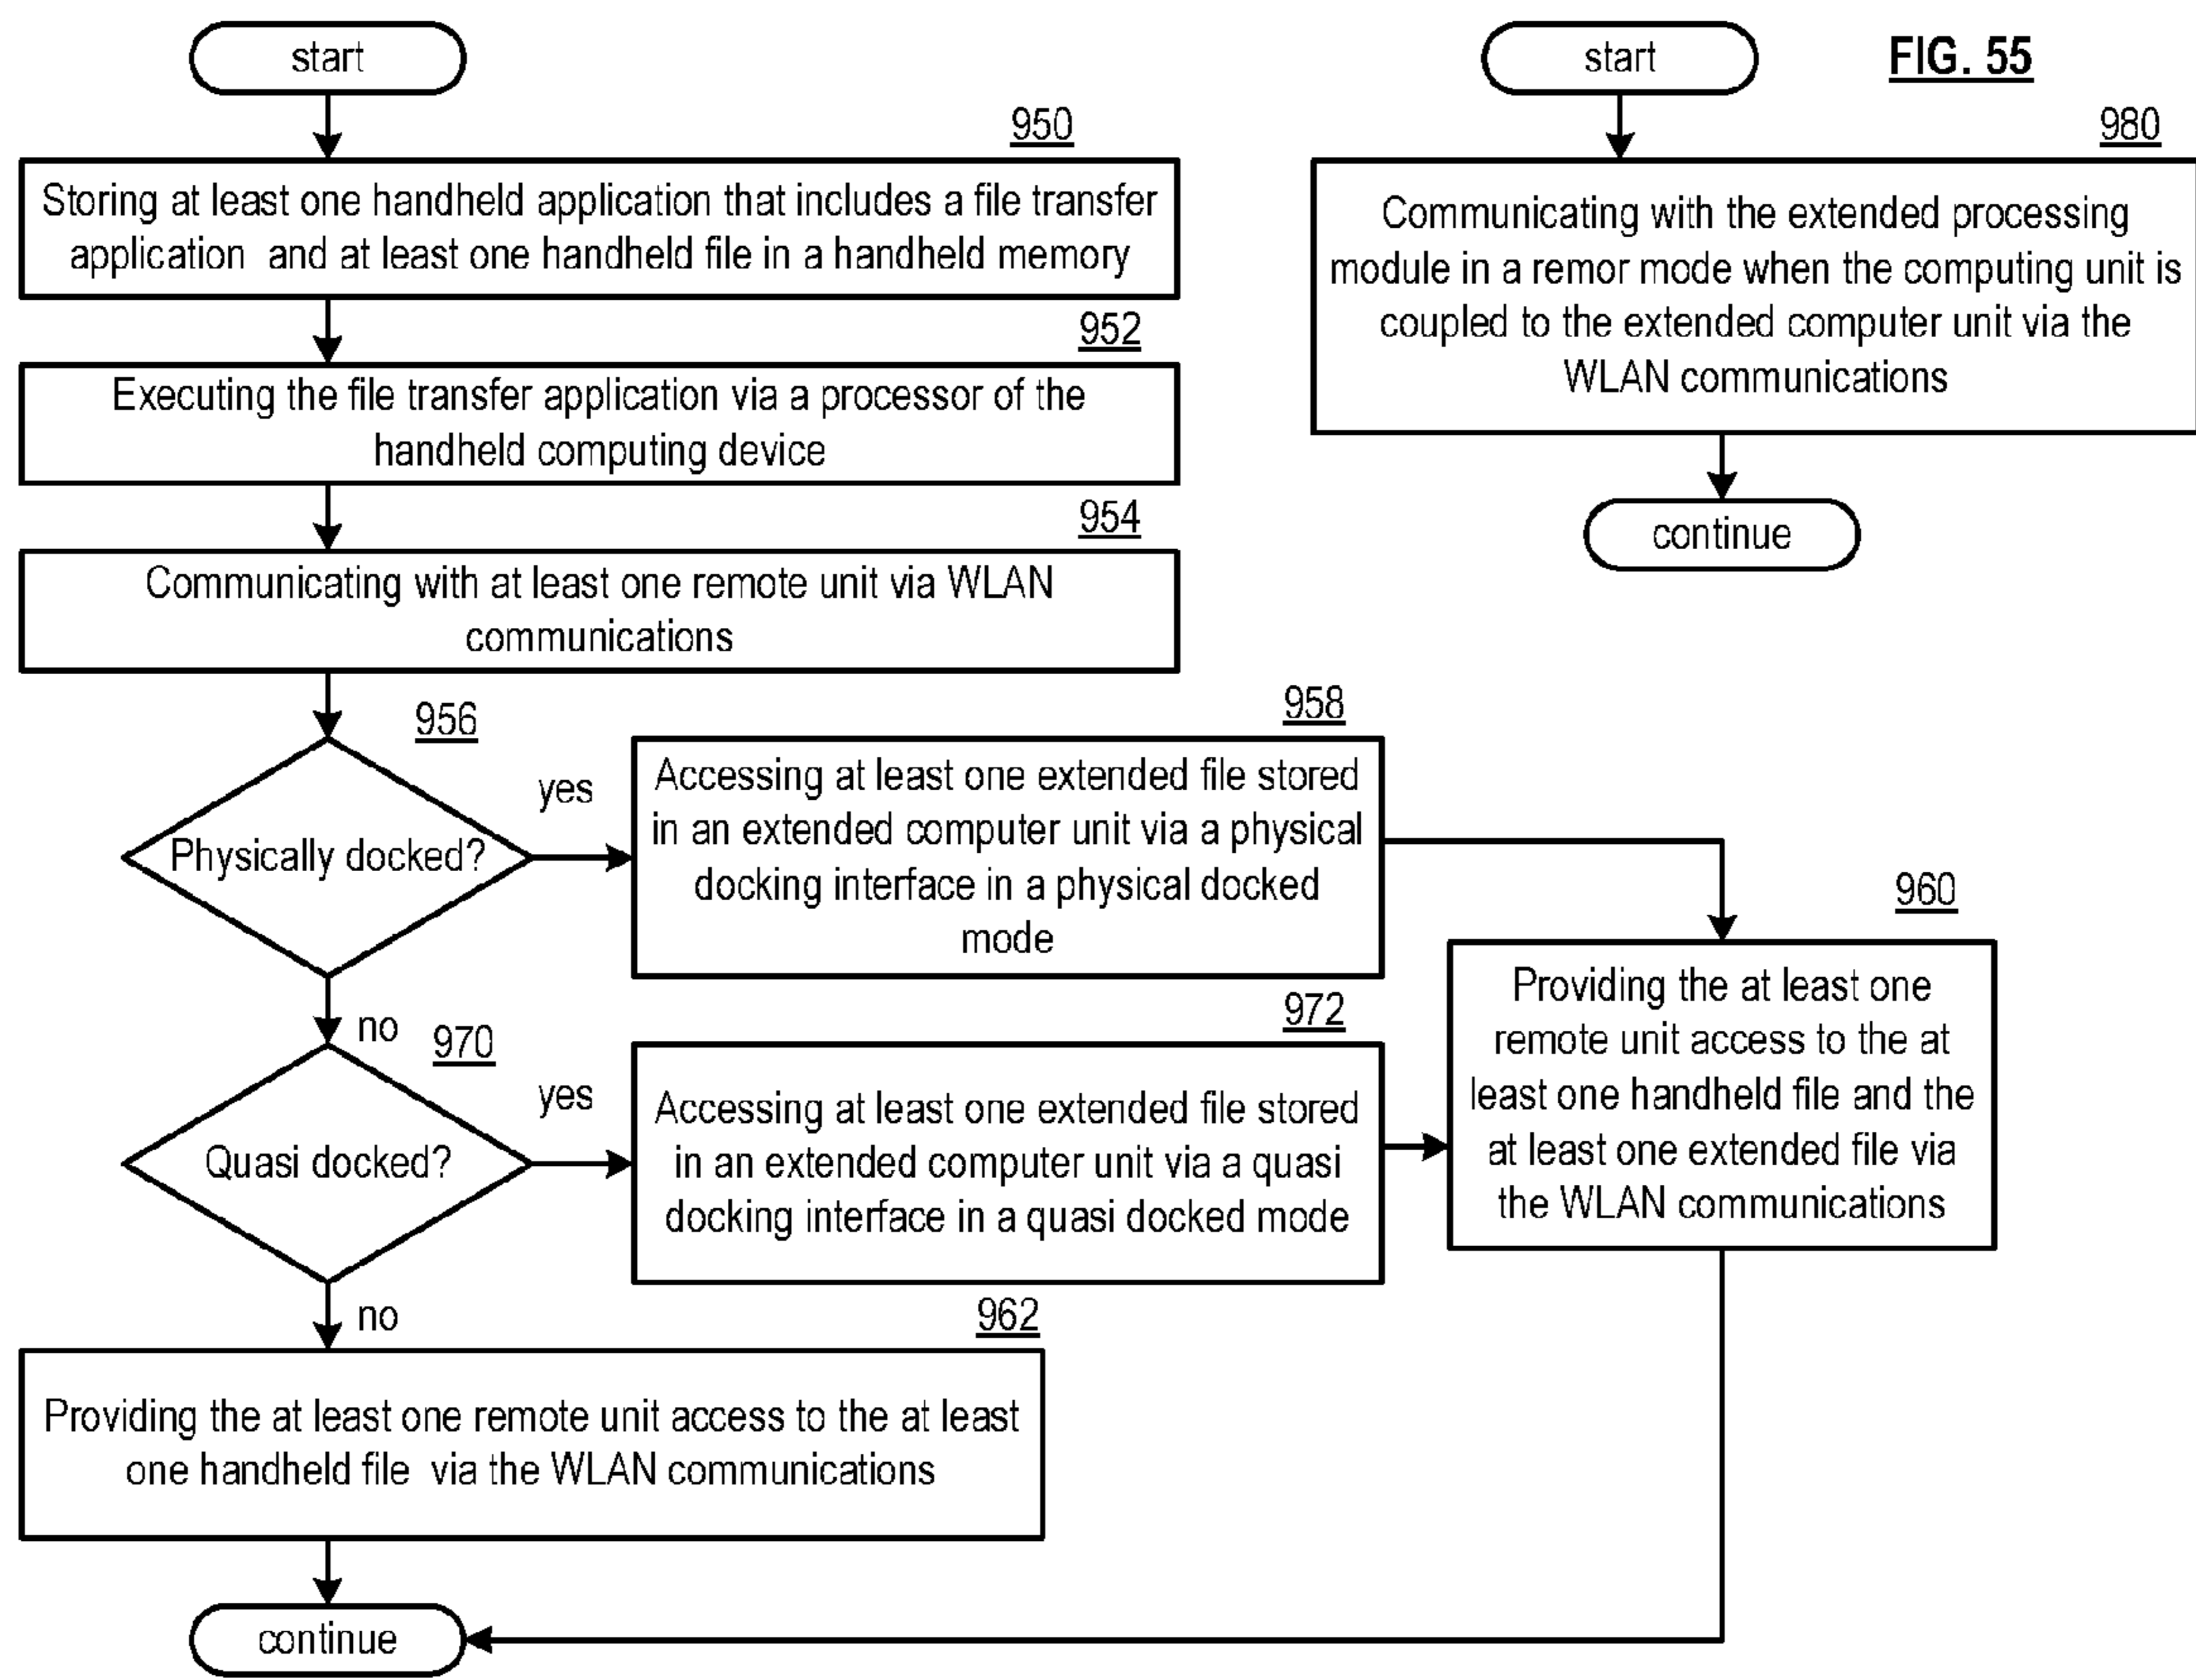 start
950
Storing at least one handheld application that includes a file transfer
application and at least one handheld file in a handheld memory
952
Executing the file transfer application via a processor of the
handheld computing device
954
Communicating with at least one remote unit via WLAN
communications
956
Physically docked?
yes
958
Accessing at least one extended file stored
in an extended computer unit via a physical
docking interface in a physical docked
mode
no
970
Quasi docked?
yes
972
Accessing at least one extended file stored
in an extended computer unit via a quasi
docking interface in a quasi docked mode
960
Providing the at least one
remote unit access to the at
least one handheld file and the
at least one extended file via
the WLAN communications
no
962
Providing the at least one remote unit access to the at least
one handheld file via the WLAN communications
continue
start
FIG. 55
980
Communicating with the extended processing
module in a remor mode when the computing unit is
coupled to the extended computer unit via the
WLAN communications
continue